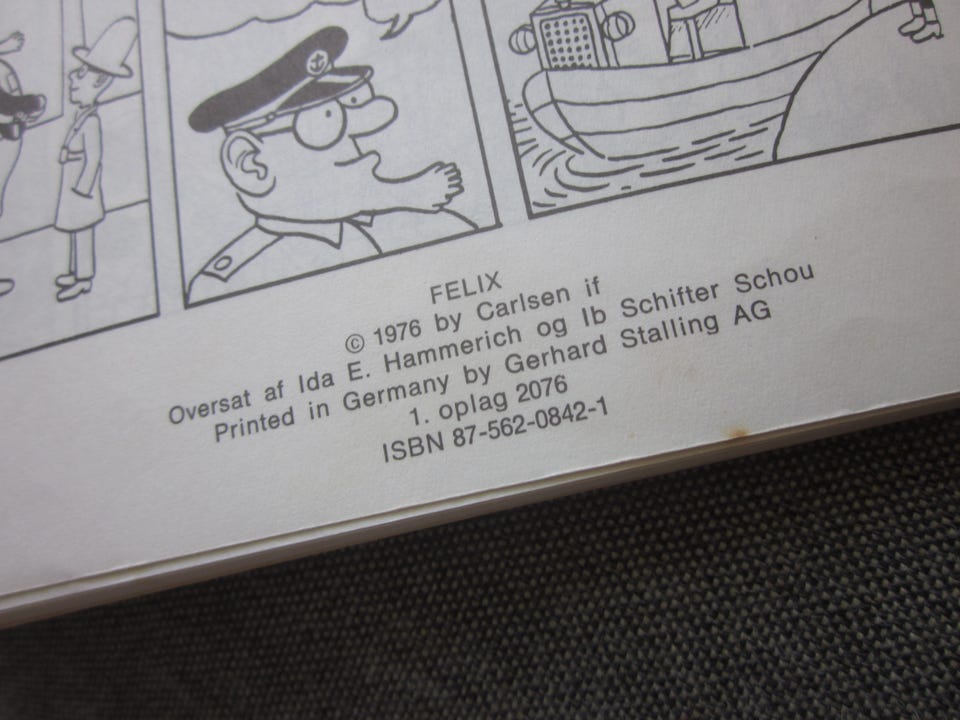 FELIX
© 1976 by Carlsen if
Oversat af Ida E. Hammerich og Ib Schifter Schou
Printed in Germany by Gerhard Stalling AG
1. oplag 2076
ISBN 87-562-0842-1